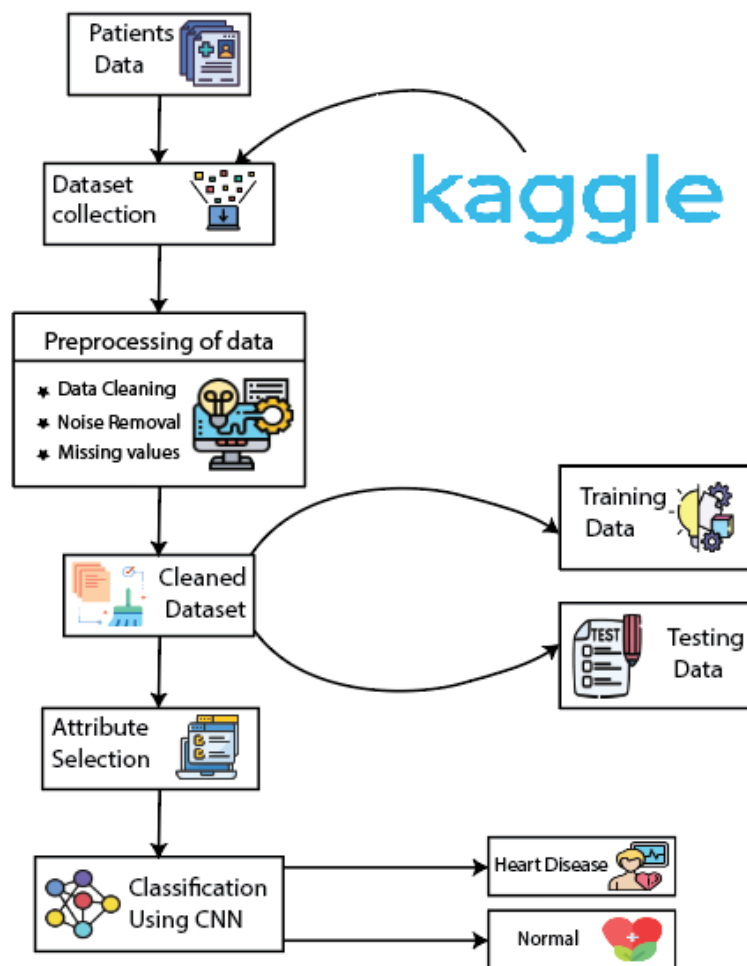 Patients
Data
Dataset
collection
kaggle
Preprocessing of data
Data Cleaning
Noise Removal
Missing values
Training
Data
Cleaned
Dataset
TEST
Testing
Data
Attribute
Selection
Classification
Using CNN
Heart Disease
Normal